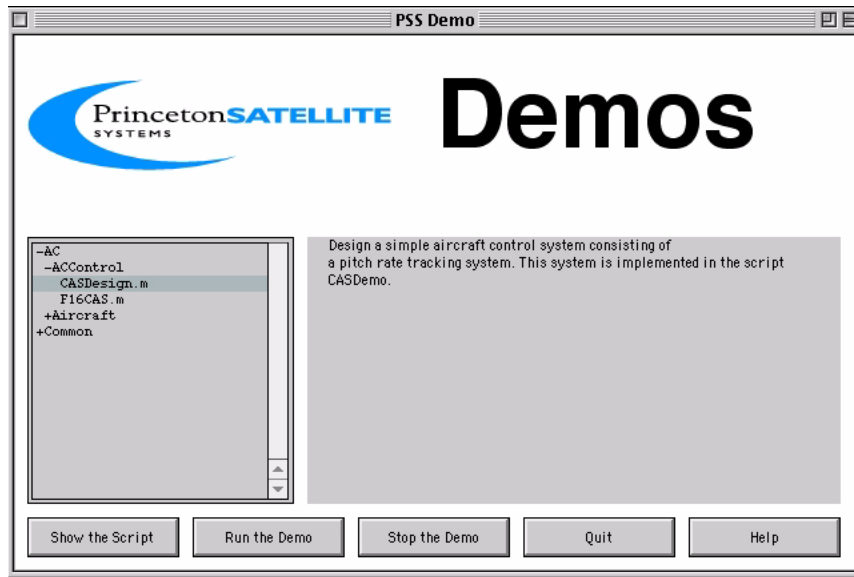 PSS Demo
PrincetonSATELLITE
SYSTEMS
Demos
-AC
-ACControl
CASDesign.m
F16CAS.m
+Aircraft
+Common
Design a simple aircraft control system consisting of
a pitch rate tracking system. This system is implemented in the script
CASDemo.
Show the Script
Run the Demo
Stop the Demo
Quit
Help